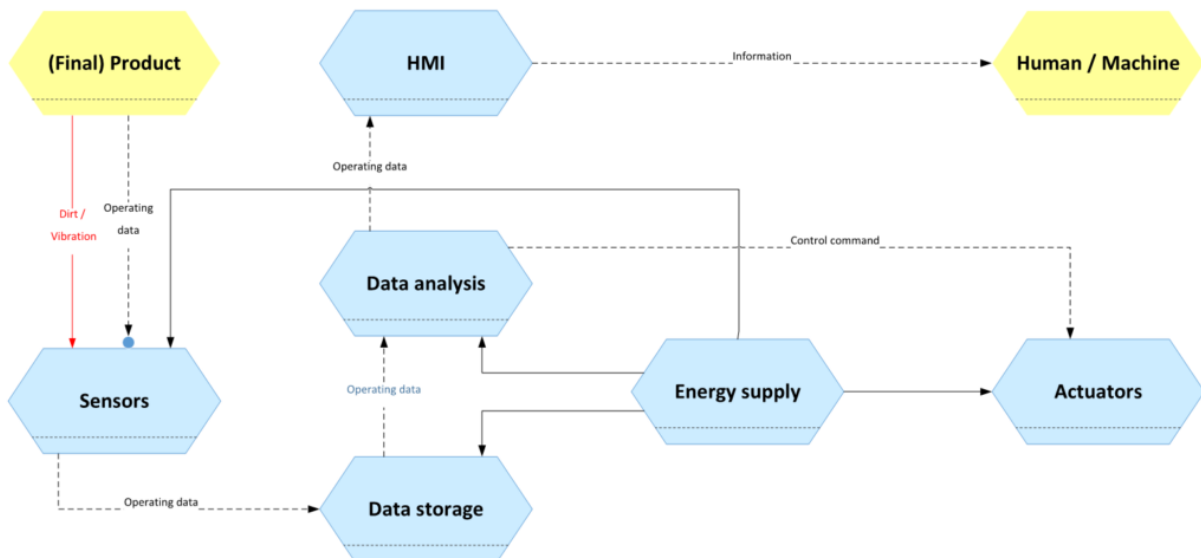 (Final) Product
HMI
Information
Human / Machine
Operating data
Dirt /
Vibration
Operating
data
Control command
Data analysis
Operating data
Energy supply
Actuators
Sensors
Operating data
Data storage